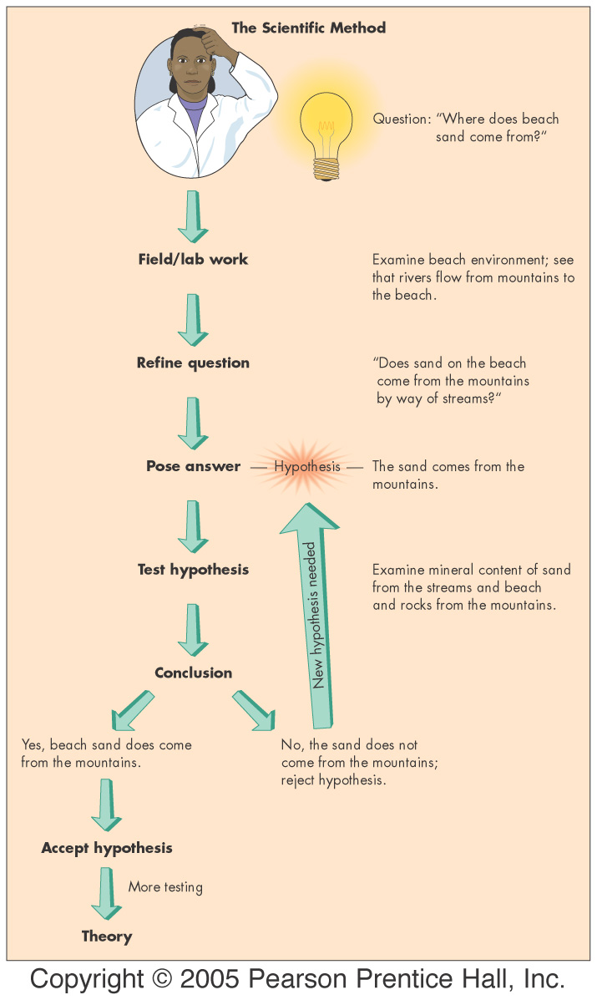 The Scientific Method
Question: “Where does beach
sand come from?“
Field/lab work
Examine beach environment; see
that rivers flow from mountains to
the beach.
Refine question
“Does sand on the beach
come from the mountains
by way of streams?“
Pose answer — Hypothesis — The sand comes from the
mountains.
Test hypothesis
Examine mineral content of sand
from the streams and beach
and rocks from the mountains.
New hypothesis needed
Conclusion
Yes, beach sand does come
from the mountains.
No, the sand does not
come from the mountains;
reject hypothesis.
Accept hypothesis
More testing
Theory
Copyright © 2005 Pearson Prentice Hall, Inc.